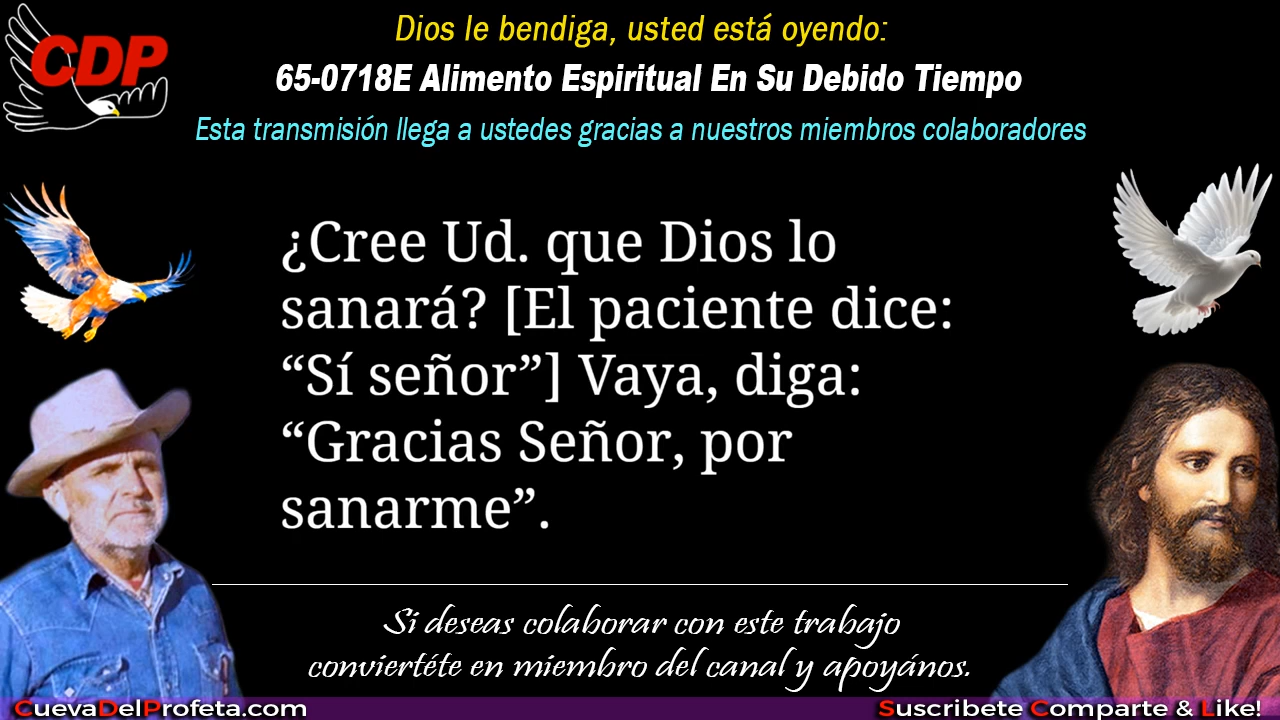 CDP
Dios le bendiga, usted está oyendo:
65-0718E Alimento Espiritual En Su Debido Tiempo
Esta transmisión llega a ustedes gracias a nuestros miembros colaboradores
¿Cree Ud. que Dios lo
sanará? [El paciente dice:
“Sí señor”] Vaya, diga:
“Gracias Señor, por
sanarme”.
Si deseas colaborar con este trabajo
conviertéte en miembro del canal y apoyános.
CuevaDelProfeta.com
Suscribete Comparte & Like!